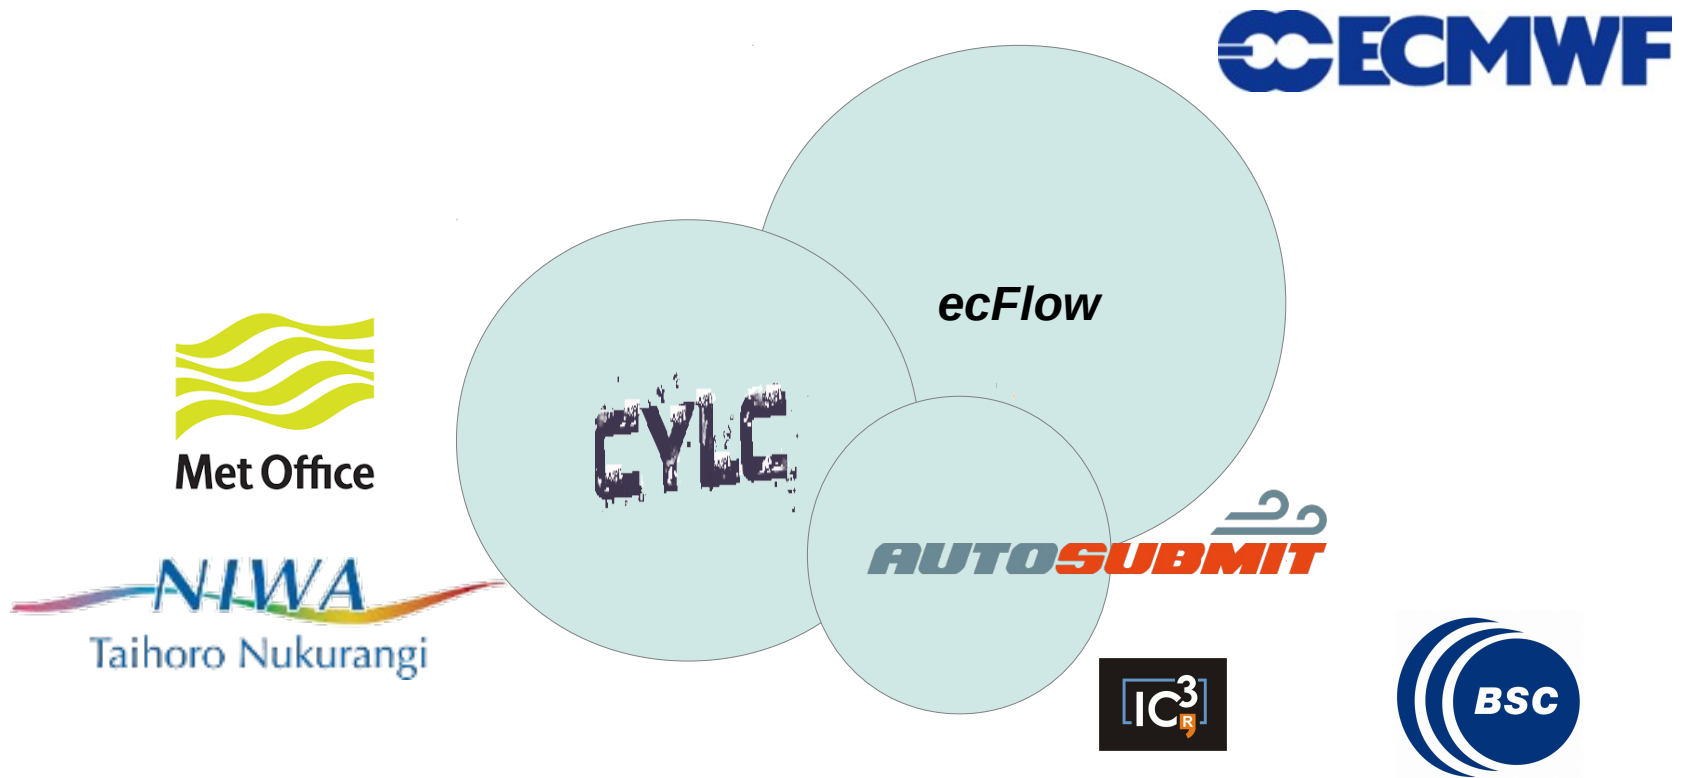 ECMWF
ecFlow
CYLC
Met Office
AUTOSUBMIT
NIWA
Taihoro Nukurangi
IC3
R
BSC